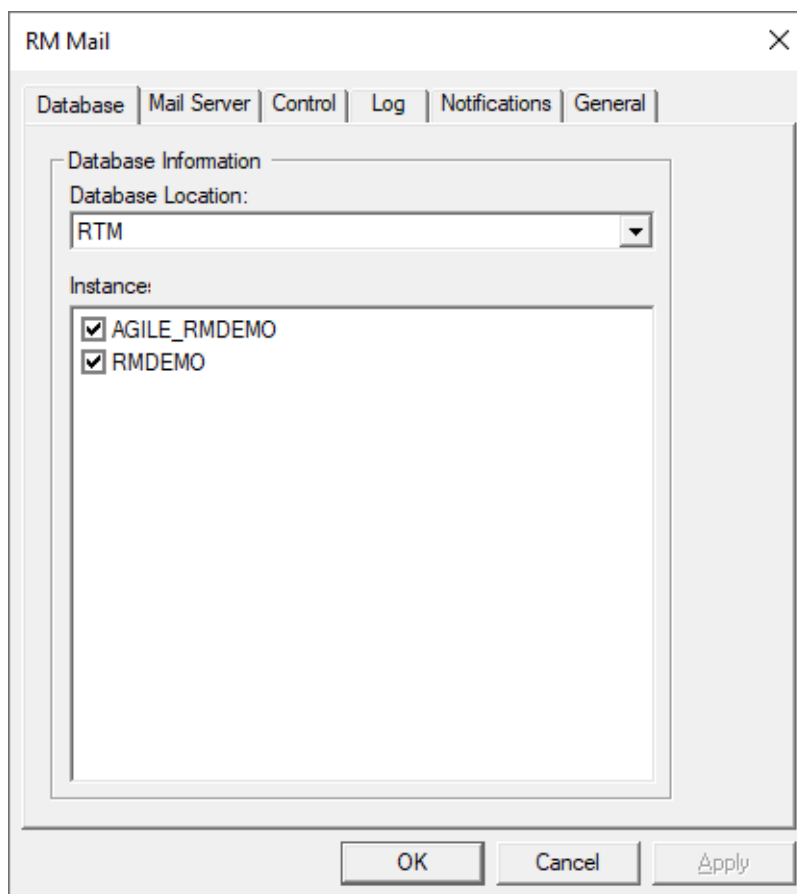 RM Mail
Database Mail Server Control Log Notifications General
Database Information
Database Location:
RTM
Instances
AGILE_RMDEMO
RMDEMO
OK Cancel Apply